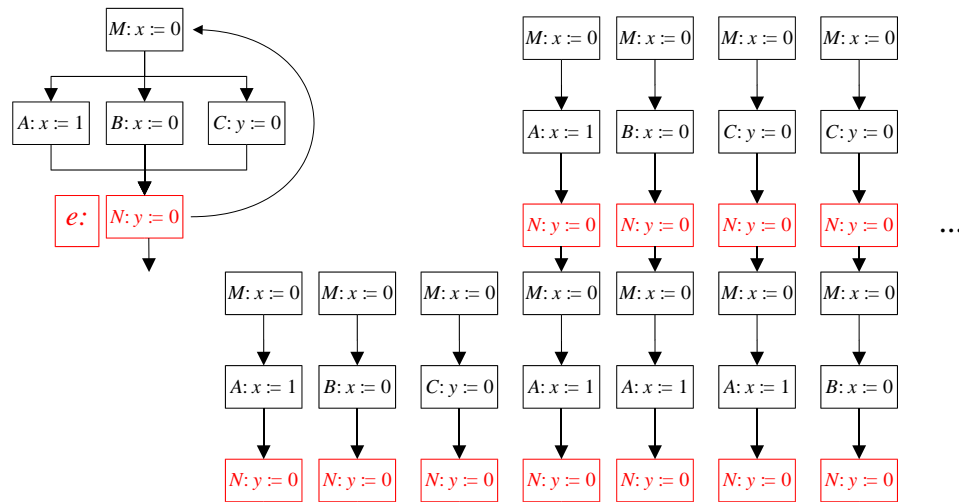 M: x := 0
A: x := 1
B: x := 0
C: y := 0
e:
N: y := 0
M: x := 0
M: x := 0
M: x := 0
M: x := 0
A: x := 1
B: x := 0
C: y := 0
C: y := 0
N: y := 0
N: y := 0
N: y := 0
N: y := 0
...
M: x := 0
M: x := 0
M: x := 0
M: x := 0
M: x := 0
M: x := 0
M: x := 0
A: x := 1
B: x := 0
C: y := 0
A: x := 1
A: x := 1
A: x := 1
B: x := 0
N: y := 0
N: y := 0
N: y := 0
N: y := 0
N: y := 0
N: y := 0
N: y := 0